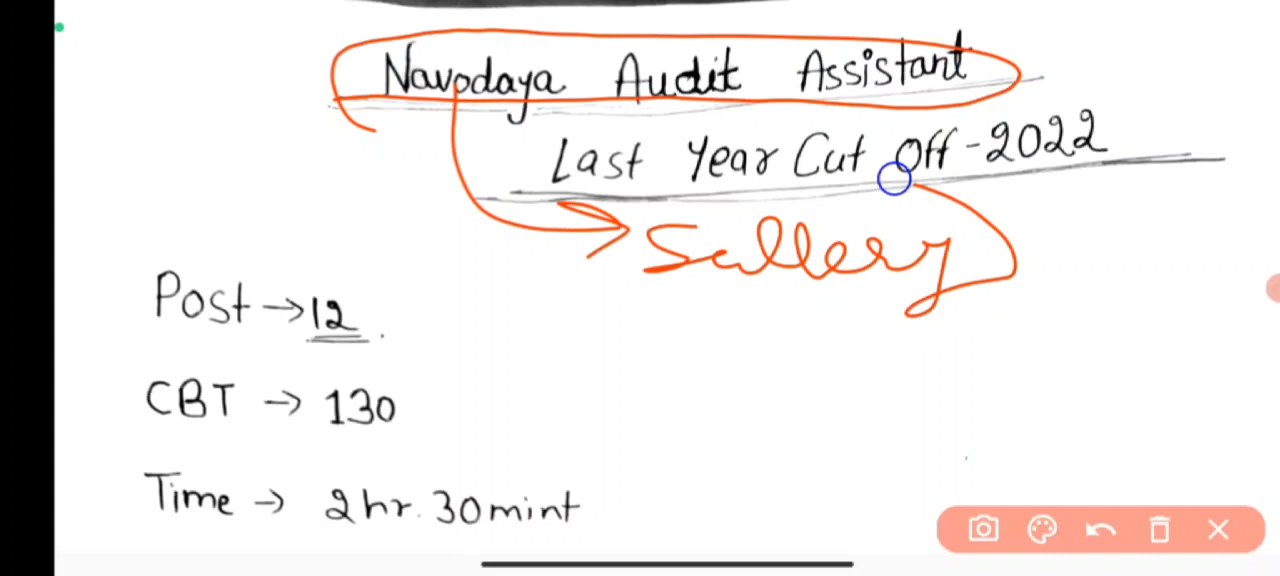 Navodaya Audit Assistant
Last Year Cut Off-2022
Sallery
Post → 12
CBT → 130
Time → 2 hr. 30 mint